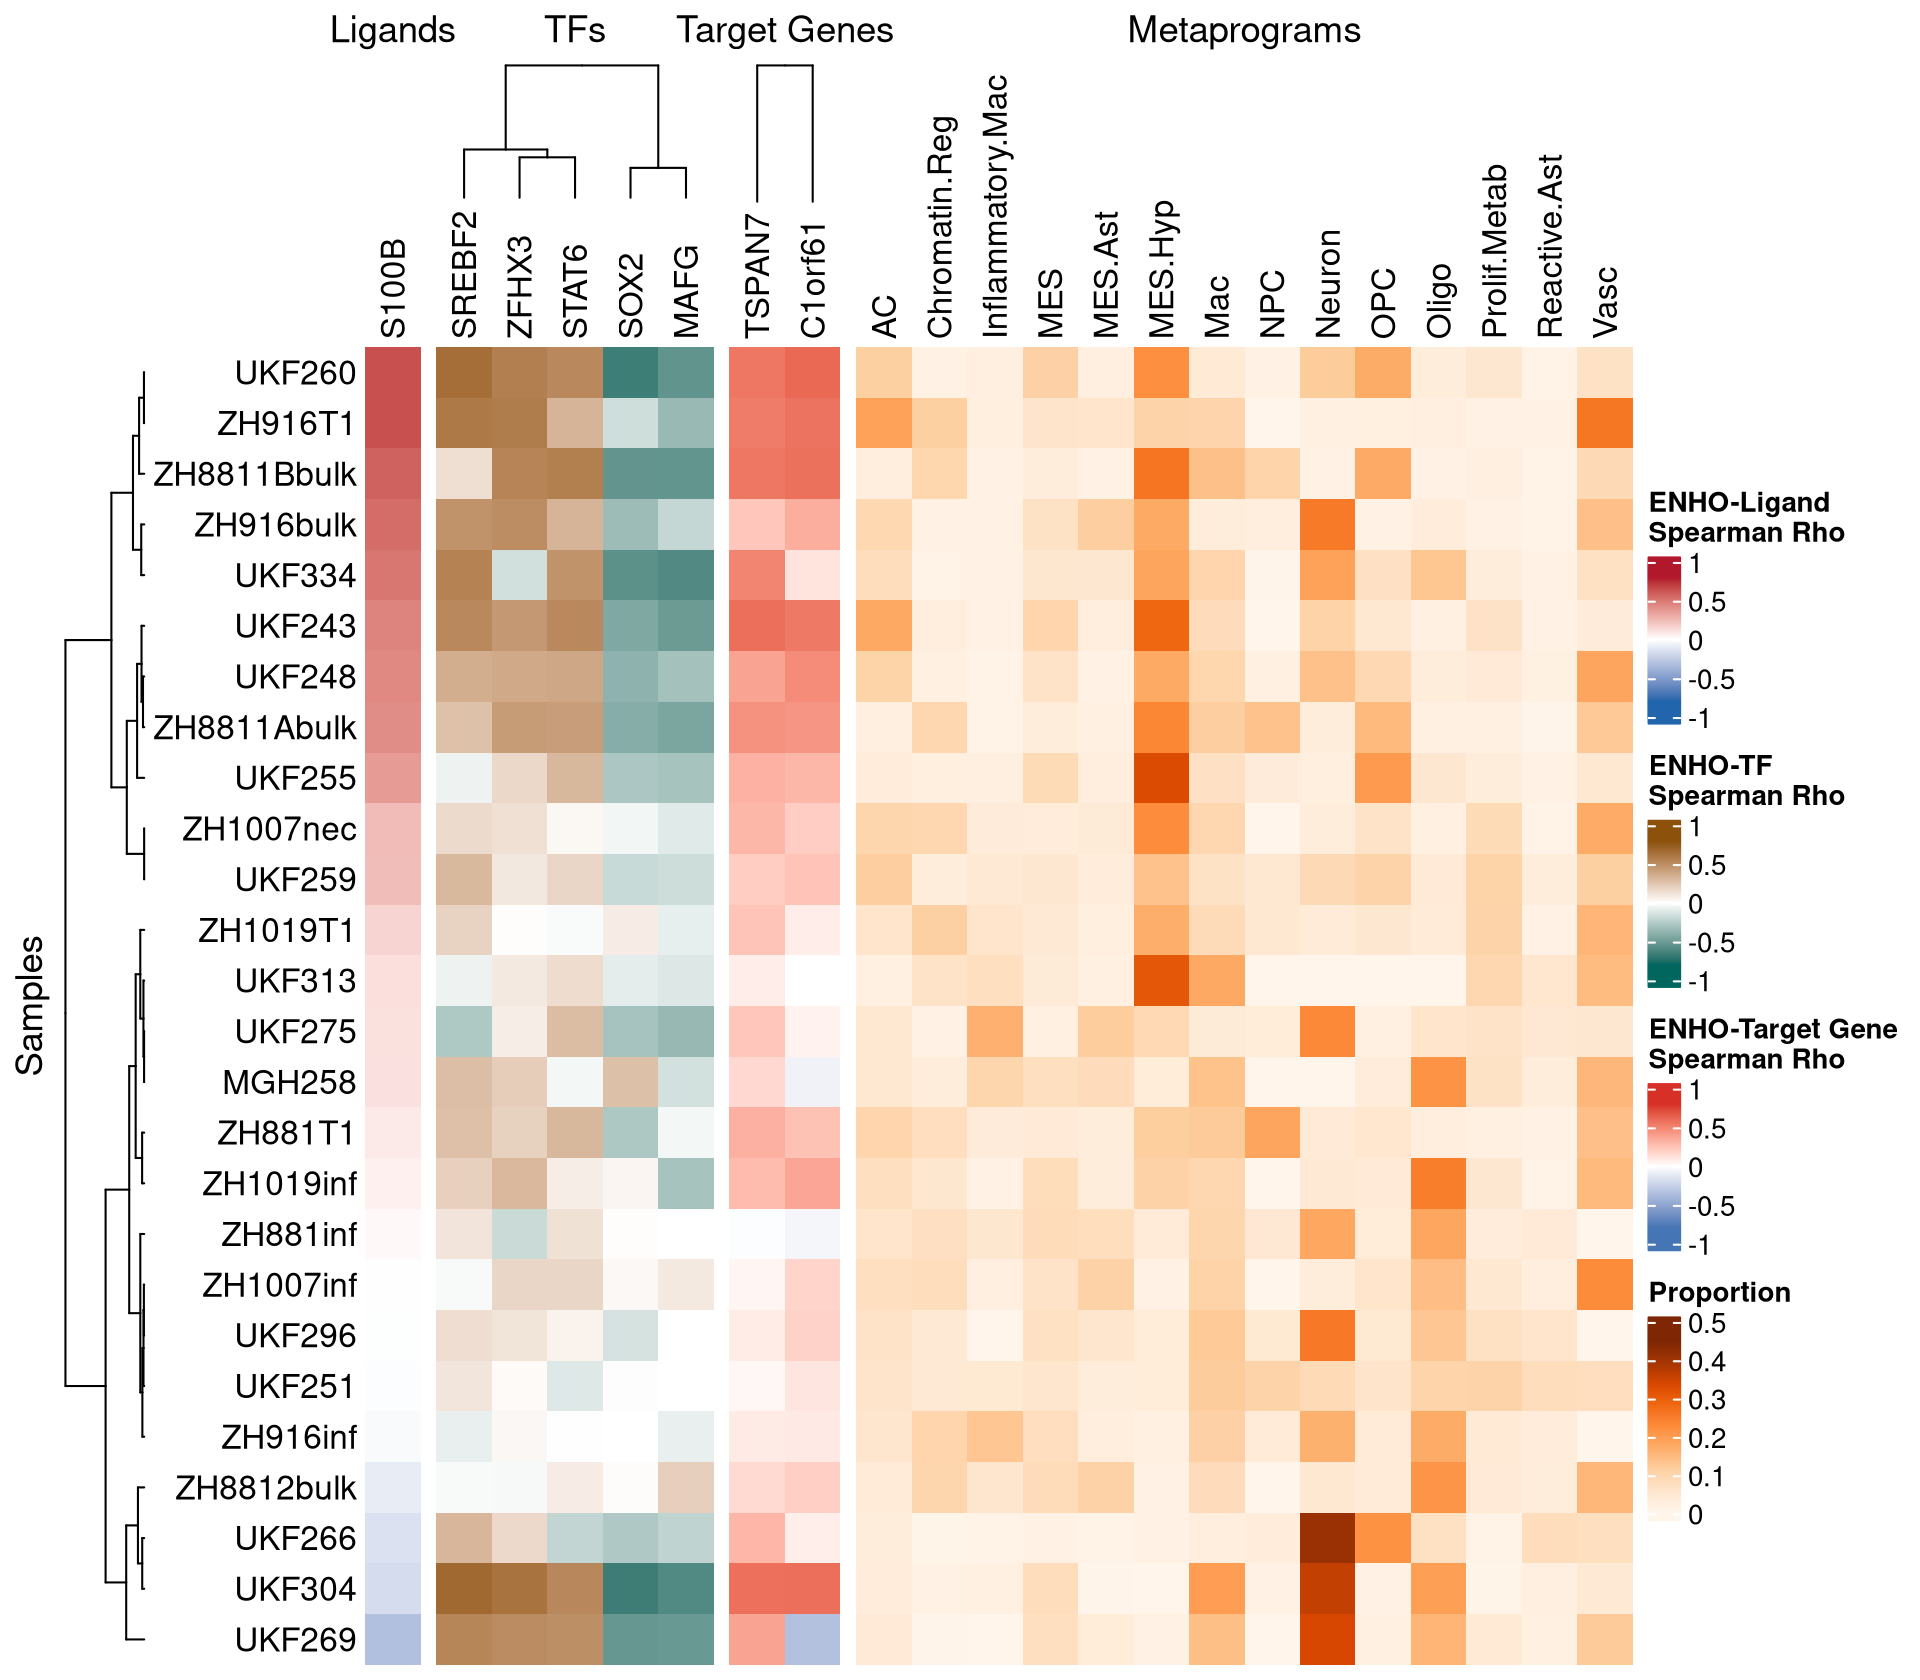 Ligands TFs Target Genes Metaprograms
S100B SREBF2 ZFHX3 STAT6 SOX2 MAFG TSPAN7 C1orf61 AC Chromatin.Reg Inflammatory.Mac MES MES.Ast MES.Hyp Mac NPC Neuron OPC Oligo Prolif.Metab Reactive.Ast Vasc
Samples
UKF260
ZH916T1
ZH8811Bbulk
ZH916bulk
UKF334
UKF243
UKF248
ZH8811Abulk
UKF255
ZH1007nec
UKF259
ZH1019T1
UKF313
UKF275
MGH258
ZH881T1
ZH1019inf
ZH881inf
ZH1007inf
UKF296
UKF251
ZH916inf
ZH8812bulk
UKF266
UKF304
UKF269
ENHO-Ligand
Spearman Rho
1
0.5
0
-0.5
-1
ENHO-TF
Spearman Rho
1
0.5
0
-0.5
-1
ENHO-Target Gene
Spearman Rho
1
0.5
0
-0.5
-1
Proportion
0.5
0.4
0.3
0.2
0.1
0